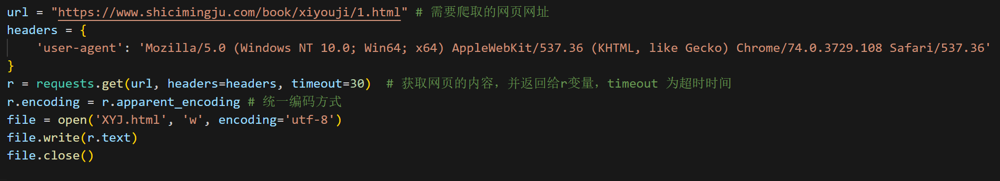 url = "https://www.shicimingju.com/book/xiyouji/1.html" # 需要爬取的网页网址
headers = {
    'user-agent': 'Mozilla/5.0 (Windows NT 10.0; Win64; x64) AppleWebKit/537.36 (KHTML, like Gecko) Chrome/74.0.3729.108 Safari/537.36'
}
r = requests.get(url, headers=headers, timeout=30)  # 获取网页的内容，并返回给r变量，timeout 为超时时间
r.encoding = r.apparent_encoding # 统一编码方式
file = open('XYJ.html', 'w', encoding='utf-8')
file.write(r.text)
file.close()